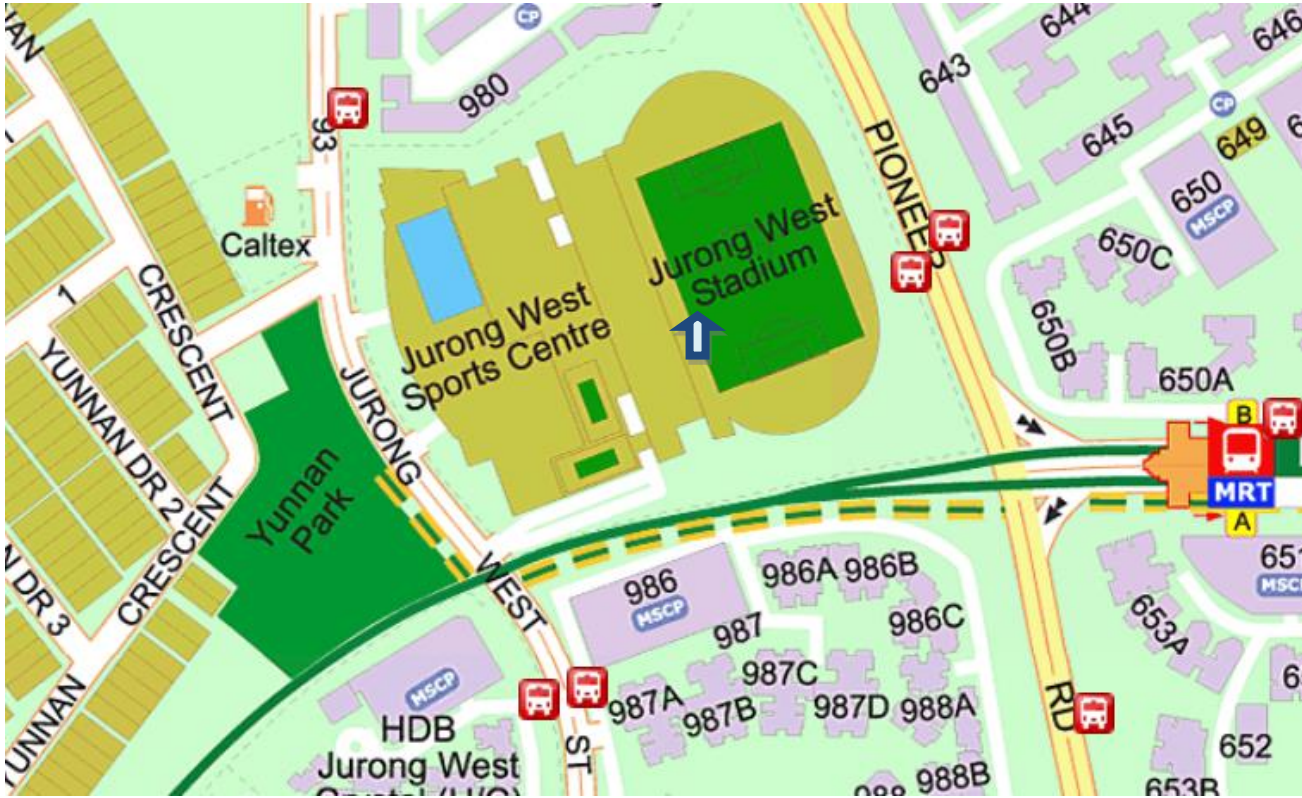 CP
644
646
643
980
93
PIONEER
645
CP
649
650
MSCP
Caltex
Jurong West
Stadium
650C
CRESCENT
1
Jurong West
Sports Centre
650B
650A
YUNNAN DR 2
JURONG
B
MRT
A
Yunnan
Park
CRESCENT
DR 3
WEST
986
MSCP
986A
986B
986C
987
653A
MSCP
987C
987A
987B
987D
988A
RD
MSCP
HDB
Jurong West
ST
652
988B
653B